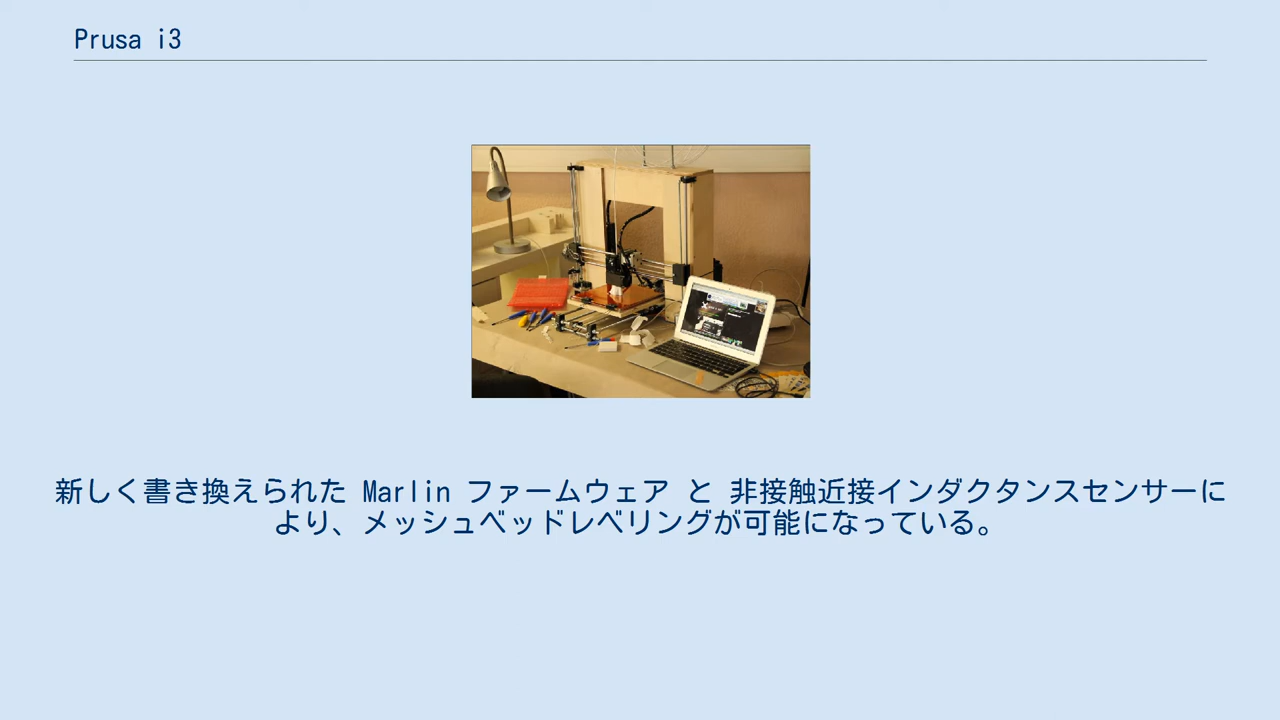 Prusa i3
新しく書き換えられた Marlin ファームウェア と 非接触近接インダクタンスセンサーに
より、メッシュベッドレベリングが可能になっている。